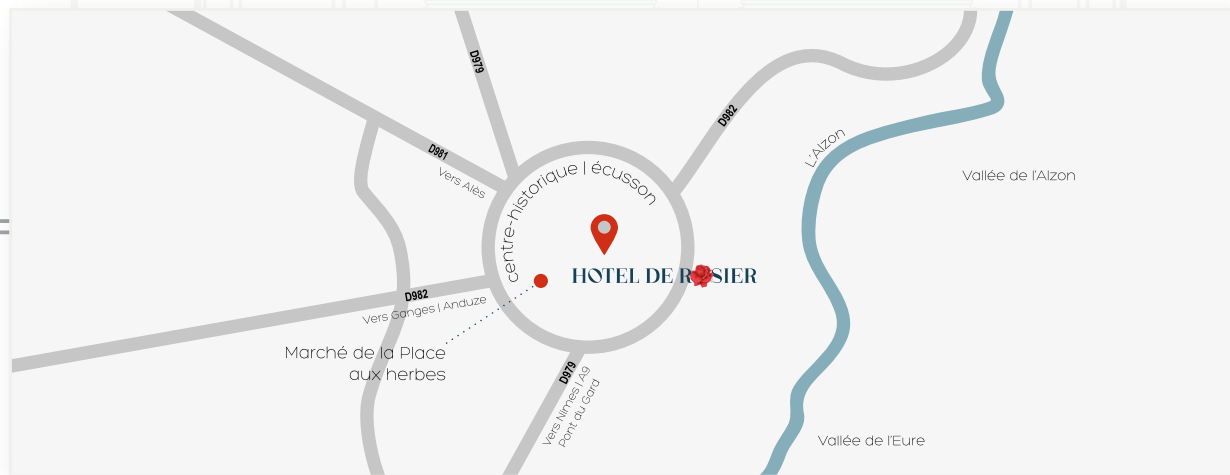 D979
D982
D981
Vers Alès
centre-historique | écusson
L'Alzon
Vallée de l'Alzon
HOTEL DE ROSIER
D982
Vers Ganges | Anduze
Marché de la Place
aux herbes
D979
Vers Nîmes | A9
Pont du Gard
Vallée de l'Eure